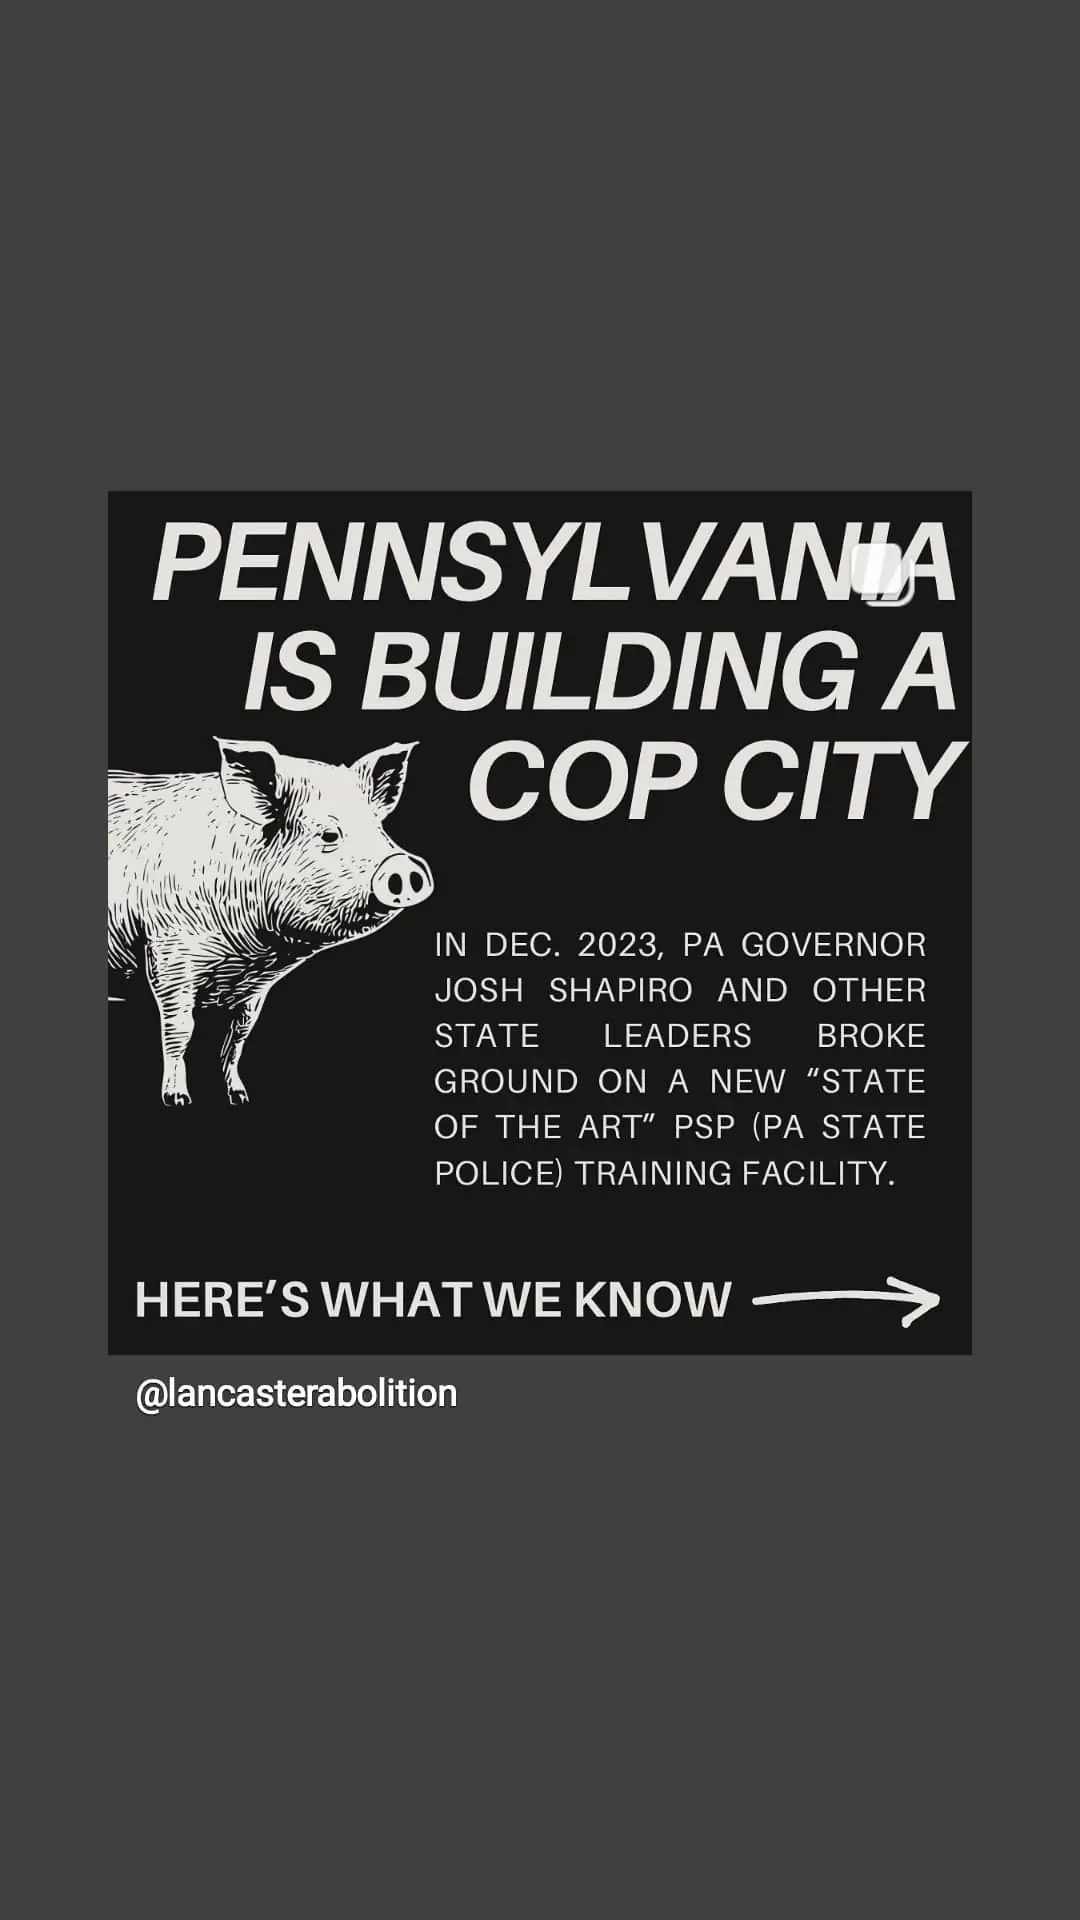 PENNSYLVANIA
IS BUILDING A
COP CITY
IN DEC. 2023, PA GOVERNOR
JOSH SHAPIRO AND OTHER
STATE LEADERS BROKE
GROUND ON A NEW “STATE
OF THE ART” PSP (PA STATE
POLICE) TRAINING FACILITY.
HERE’S WHAT WE KNOW
@lancasterabolition